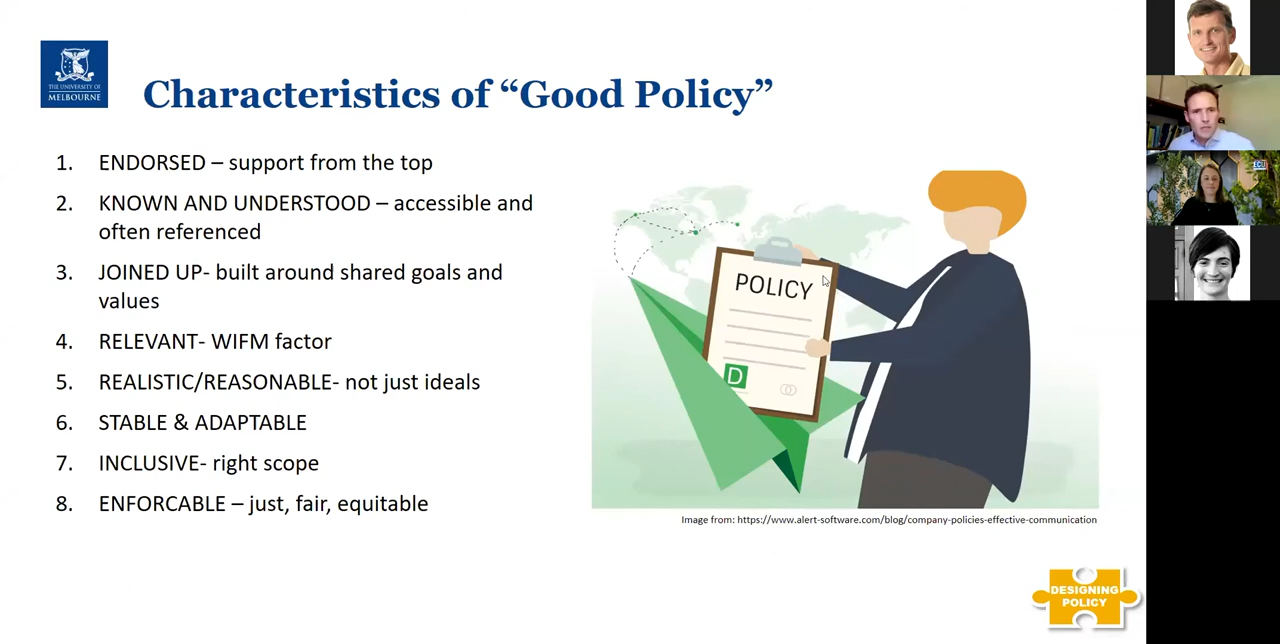 THE UNIVERSITY OF
MELBOURNE
Characteristics of “Good Policy”
1. ENDORSED – support from the top
2. KNOWN AND UNDERSTOOD – accessible and
often referenced
3. JOINED UP- built around shared goals and
values
4. RELEVANT- WIFM factor
5. REALISTIC/REASONABLE- not just ideals
6. STABLE & ADAPTABLE
7. INCLUSIVE- right scope
8. ENFORCABLE – just, fair, equitable
POLICY
D
Image from: https://www.alert-software.com/blog/company-policies-effective-communication
DESIGNING
POLICY
ECU